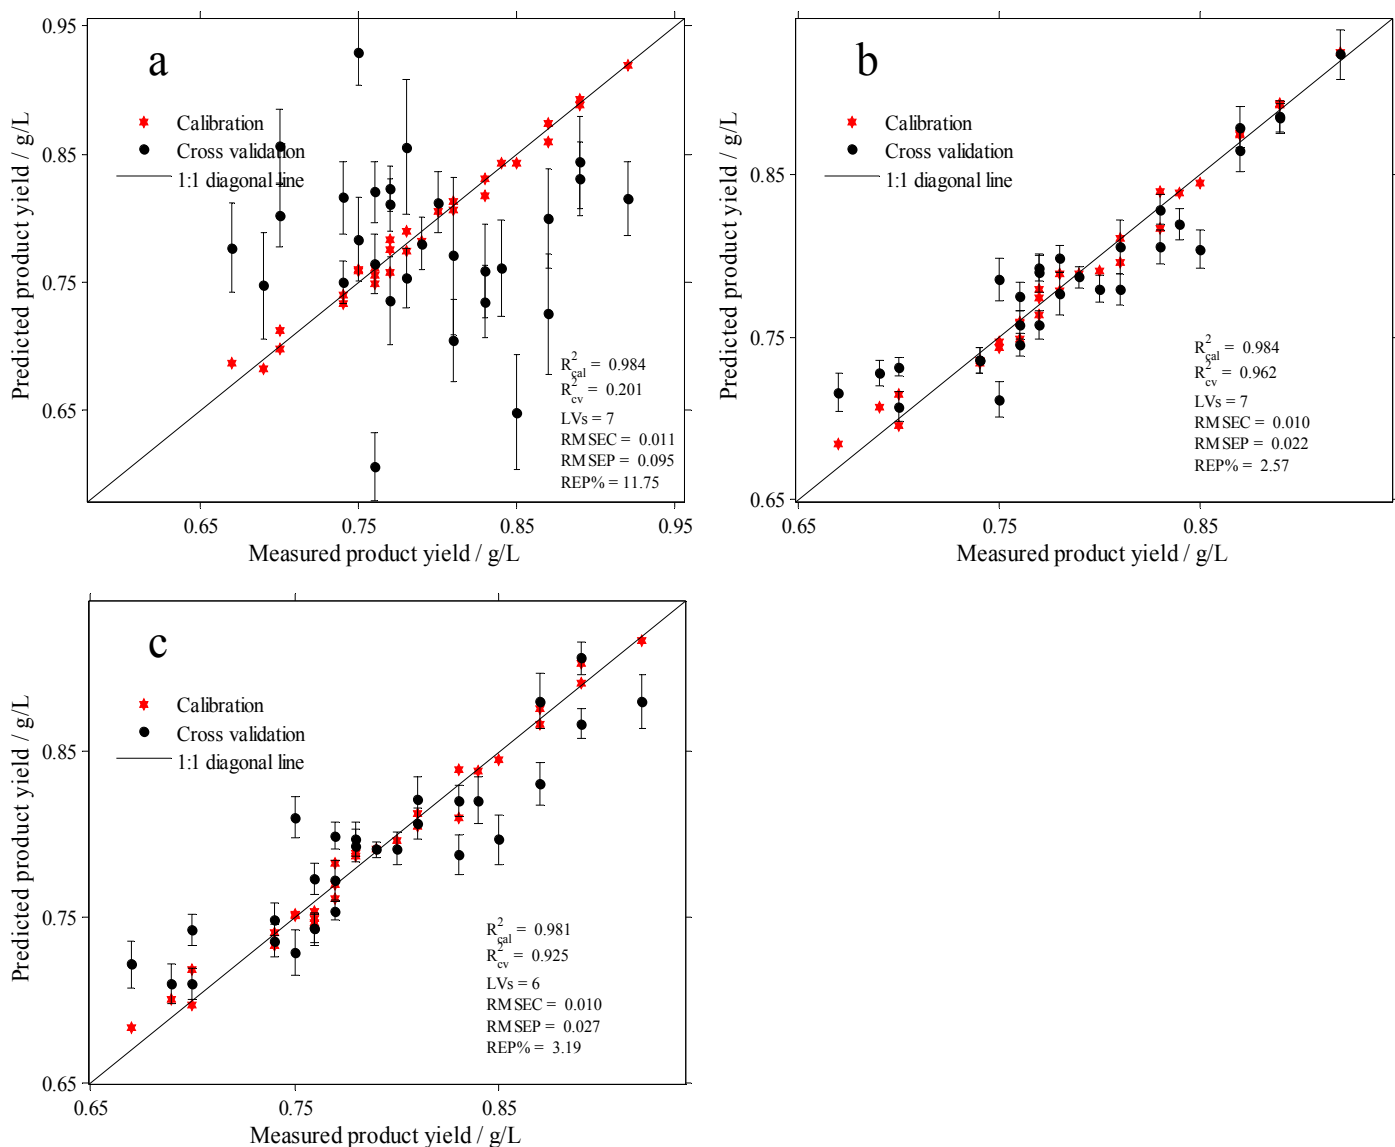 a
Calibration
Cross validation
1:1 diagonal line
0.95
0.85
0.75
0.65
Predicted product yield / g/L
R²cal = 0.984
R²cv = 0.201
LVs = 7
RMSEC = 0.011
RMSEP = 0.095
REP% = 11.75
0.65 0.75 0.85 0.95
Measured product yield / g/L
b
Calibration
Cross validation
1:1 diagonal line
0.85
0.75
0.65
Predicted product yield / g/L
R²cal = 0.984
R²cv = 0.962
LVs = 7
RMSEC = 0.010
RMSEP = 0.022
REP% = 2.57
0.65 0.75 0.85
Measured product yield / g/L
c
Calibration
Cross validation
1:1 diagonal line
0.85
0.75
0.65
Predicted product yield / g/L
R²cal = 0.981
R²cv = 0.925
LVs = 6
RMSEC = 0.010
RMSEP = 0.027
REP% = 3.19
0.65 0.75 0.85
Measured product yield / g/L